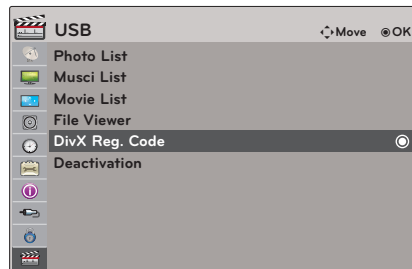 USB
Move OK
Photo List
Musci List
Movie List
File Viewer
DivX Reg. Code
Deactivation